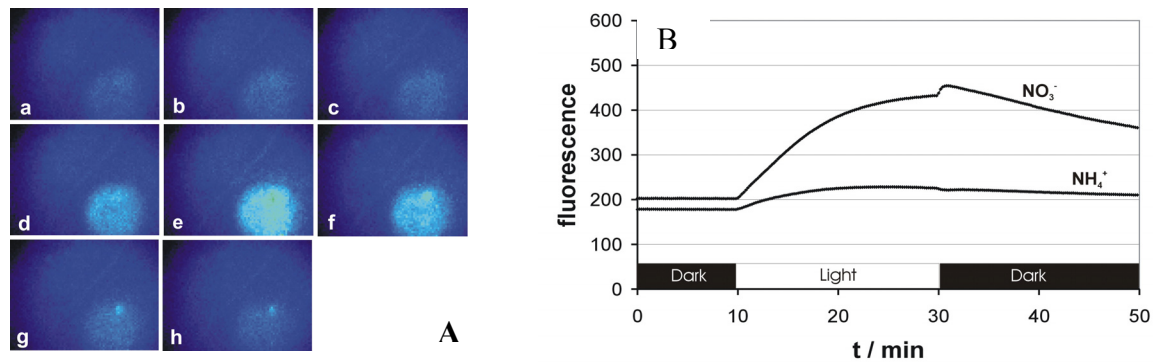 a b c
d e f
g h
A
B
fluorescence
600
500
400
300
200
100
0
NO₃⁻
NH₄⁺
Dark Light Dark
0 10 20 30 40 50
t / min